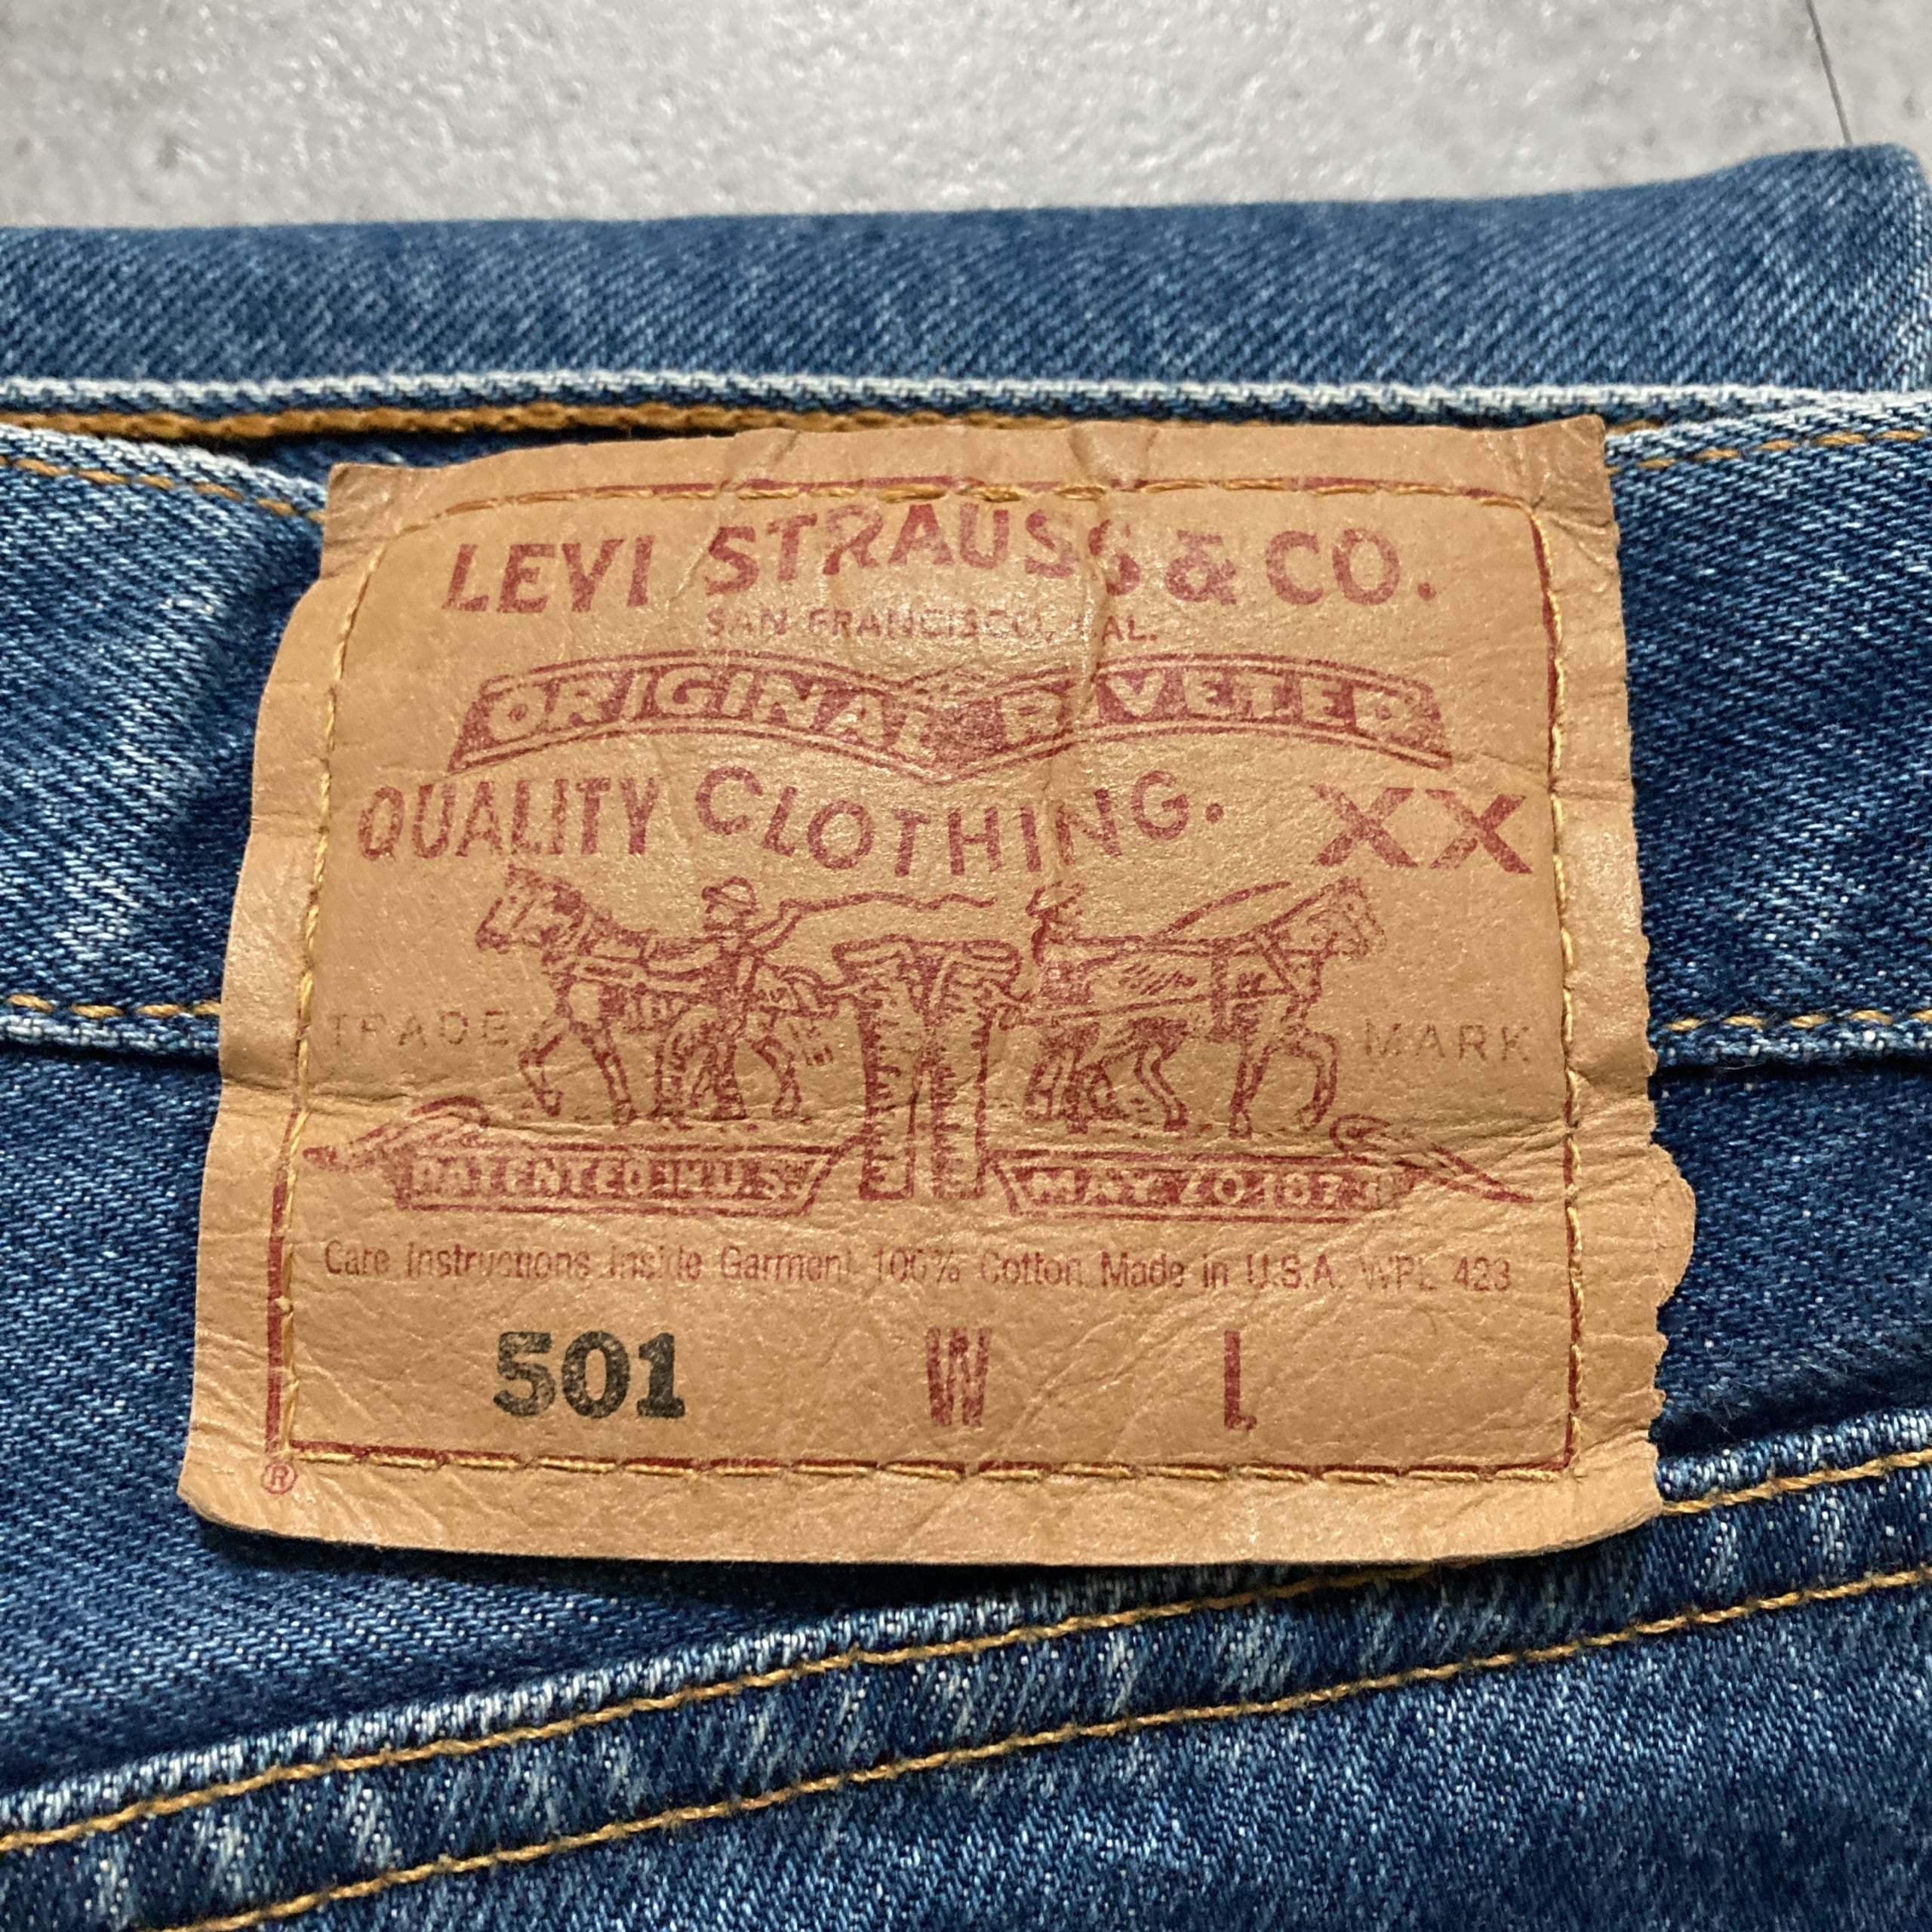 LEVI STRAUSS & CO.
SAN FRANCISCO, CAL.
ORIGINAL RIVETED
QUALITY CLOTHING. XX
TRADE MARK
PATENTED IN U.S. MAY 20 1873
Care Instructions Inside Garment 100% Cotton Made in U.S.A. WPL 423
501 W L
®